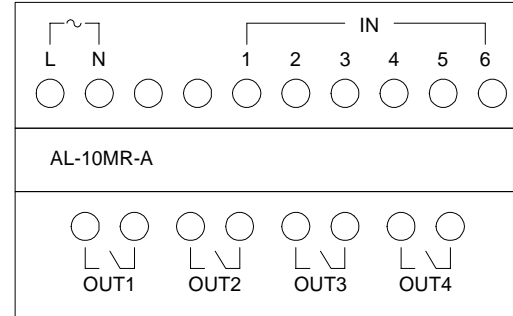 IN
L N 1 2 3 4 5 6
AL-10MR-A
OUT1 OUT2 OUT3 OUT4